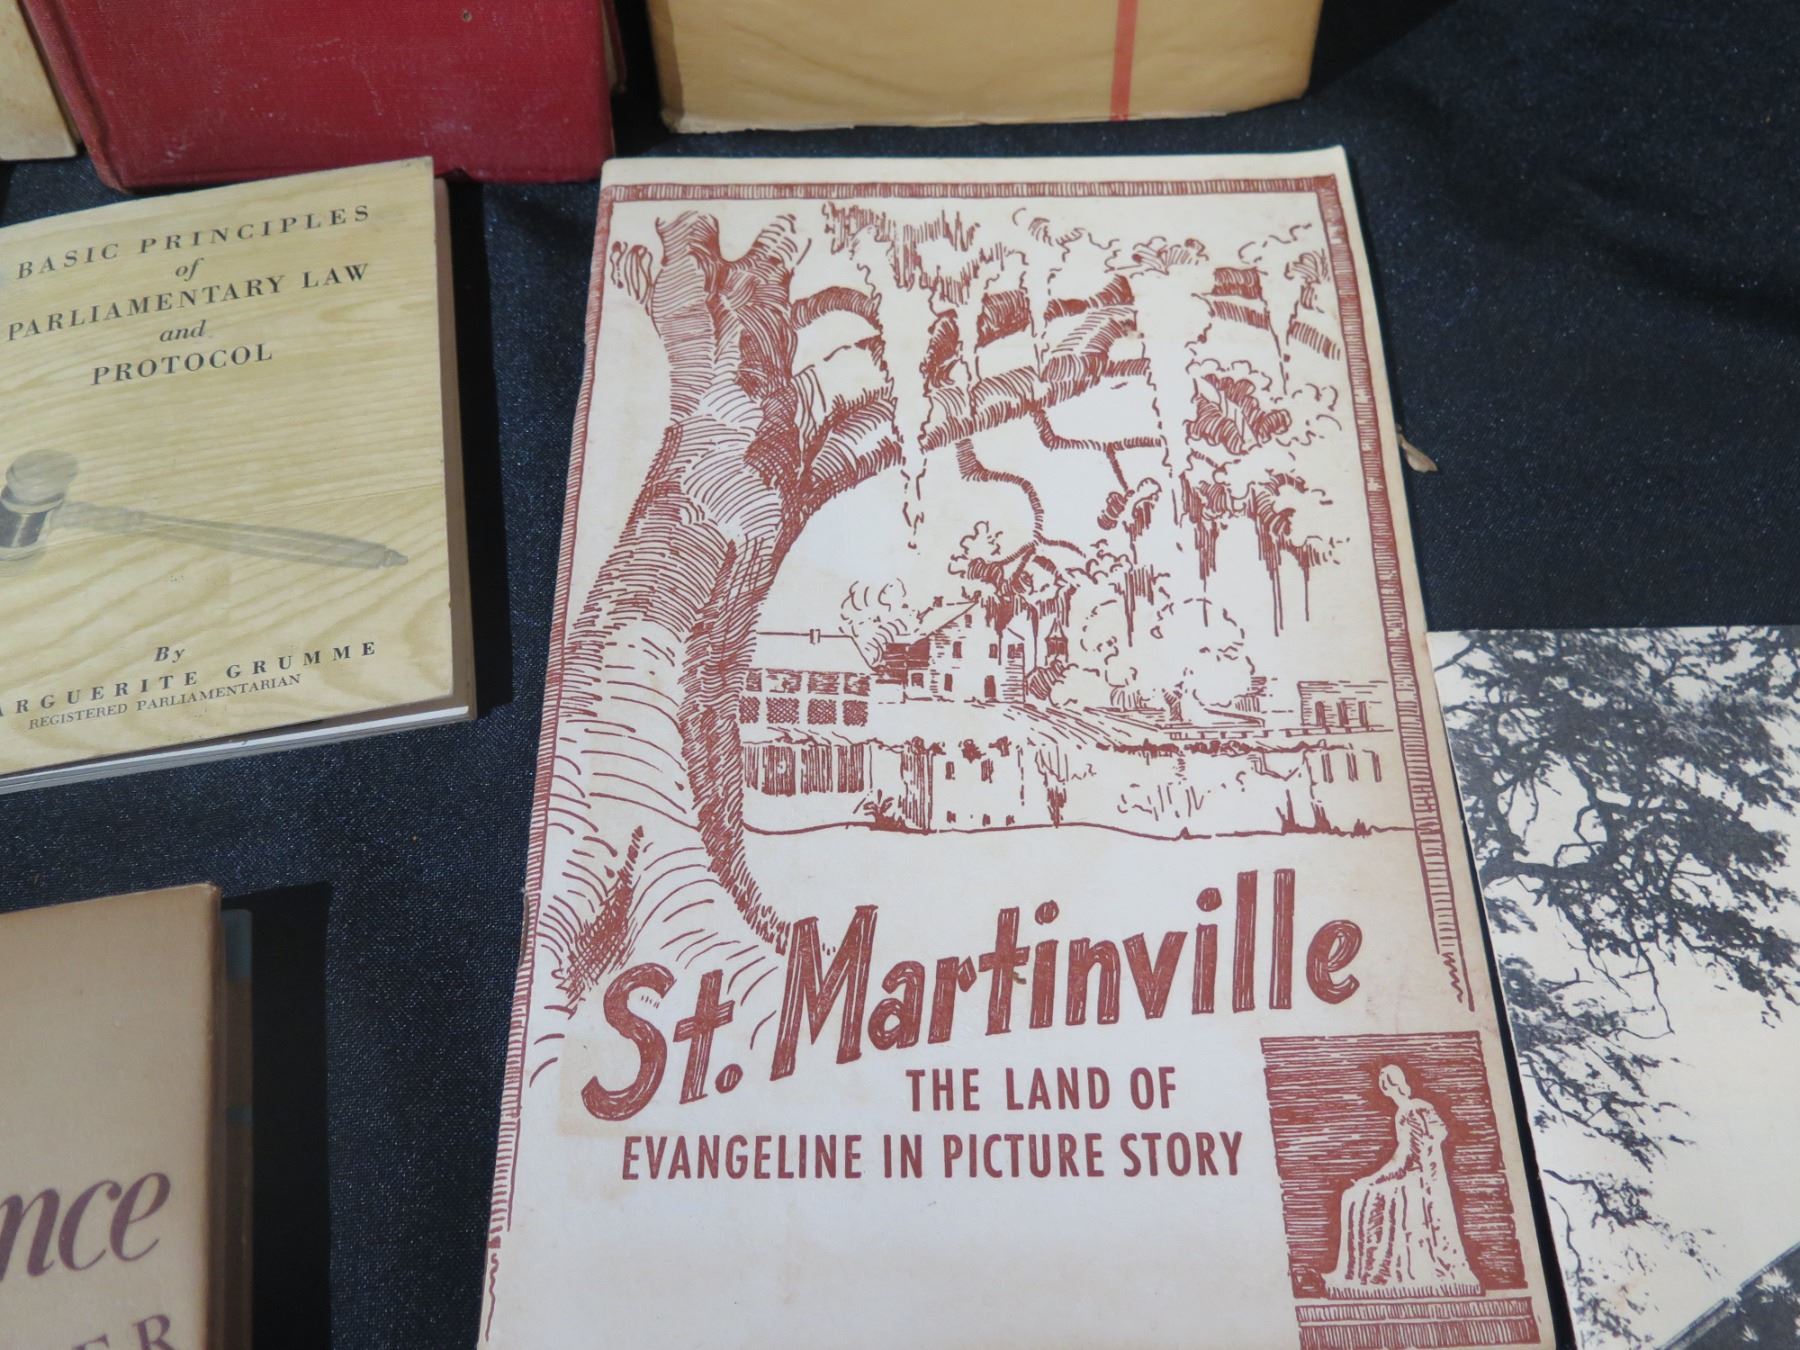 BASIC PRINCIPLES
of
PARLIAMENTARY LAW
and
PROTOCOL
By
ARGUERITE GRUMME
REGISTERED PARLIAMENTARIAN
St. Martinville
THE LAND OF
EVANGELINE IN PICTURE STORY
nce
ER